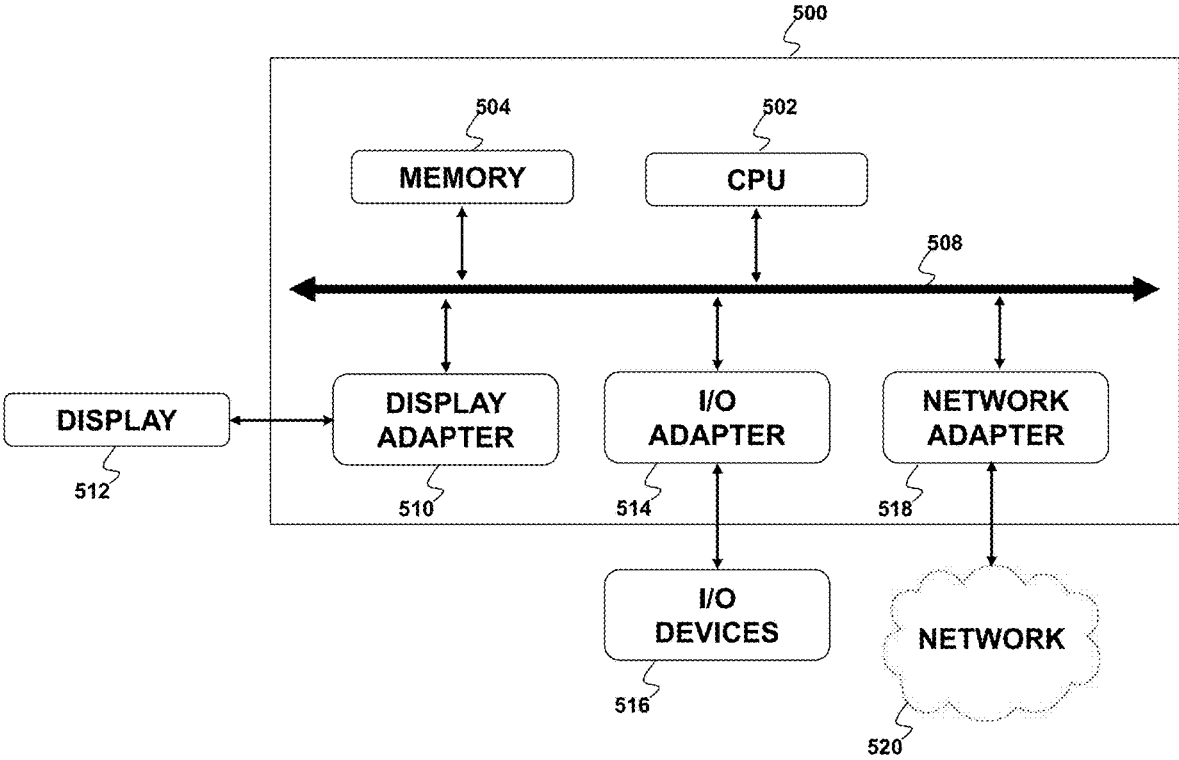 500
504
502
MEMORY
CPU
508
DISPLAY
DISPLAY
ADAPTER
I/O
ADAPTER
NETWORK
ADAPTER
512
510
514
518
I/O
DEVICES
NETWORK
516
520